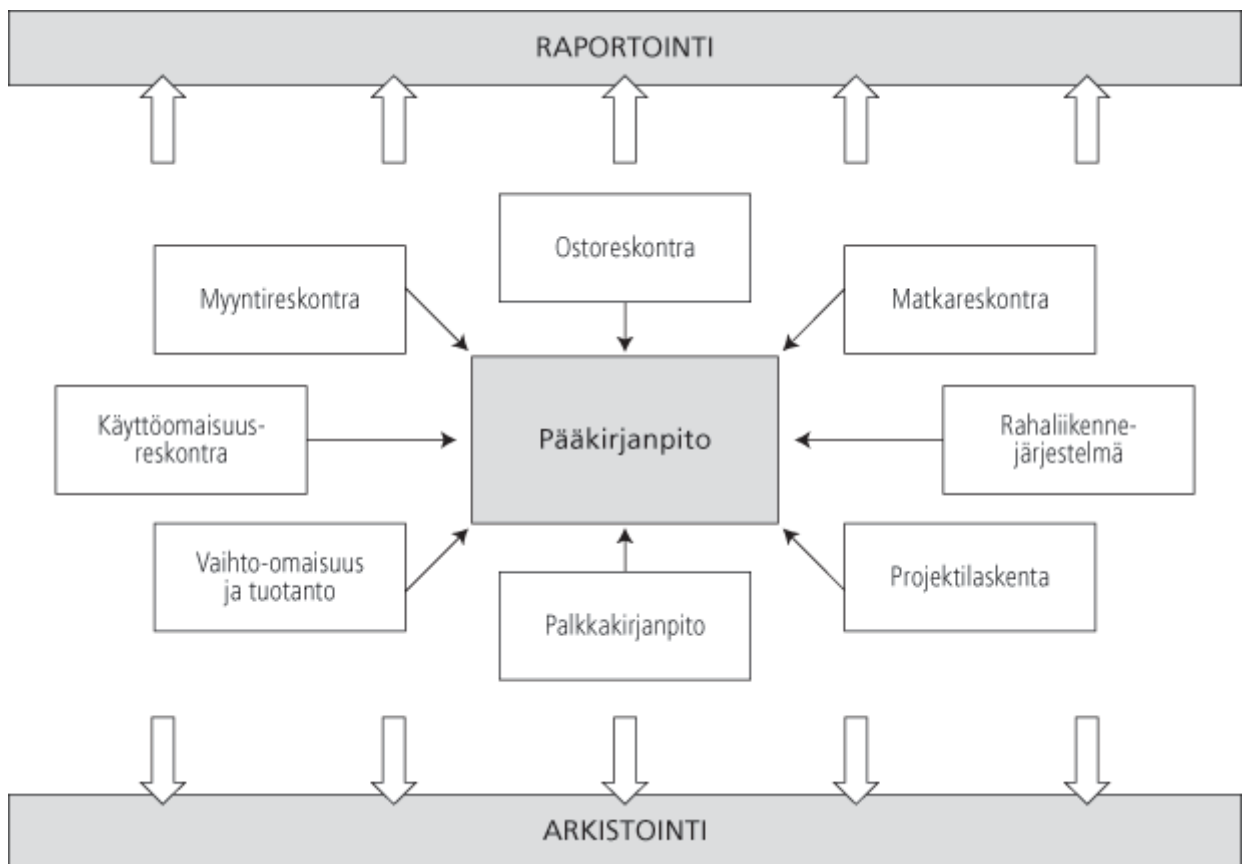 RAPORTOINTI
Ostoreskontra
Myyntireskontra
Matkareskontra
Käyttöomaisuus-
reskontra
Pääkirjanpito
Rahaliikenne-
järjestelmä
Vaihto-omaisuus
ja tuotanto
Palkkakirjanpito
Projektilaskenta
ARKISTOINTI